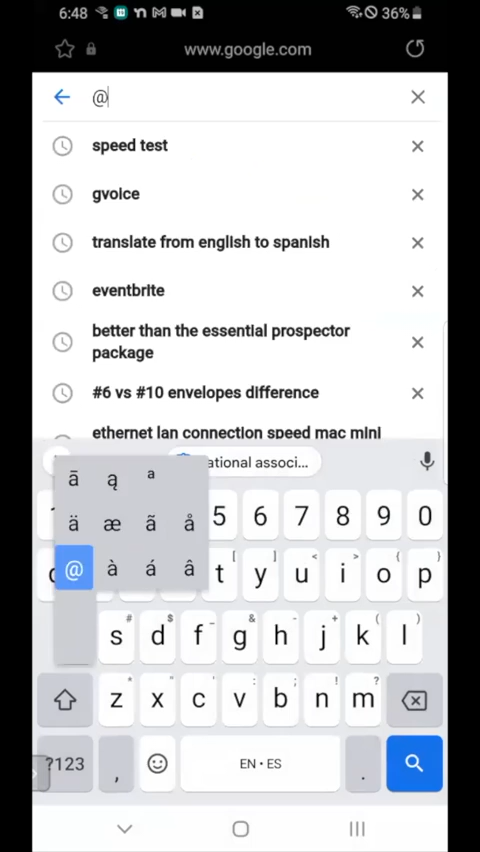 6:48 36%
www.google.com
@
speed test
gvoice
translate from english to spanish
eventbrite
better than the essential prospector
package
#6 vs #10 envelopes difference
ethernet lan connection speed mac mini
ational associ...
ā ą ª
ä æ ã å
@ à á â
5 6 7 8 9 0
[ ] < > { }
t y u i o p
# $ _ & - + ( )
s d f g h j k l
* " ' : ; ! ?
z x c v b n m
?123 , EN • ES .